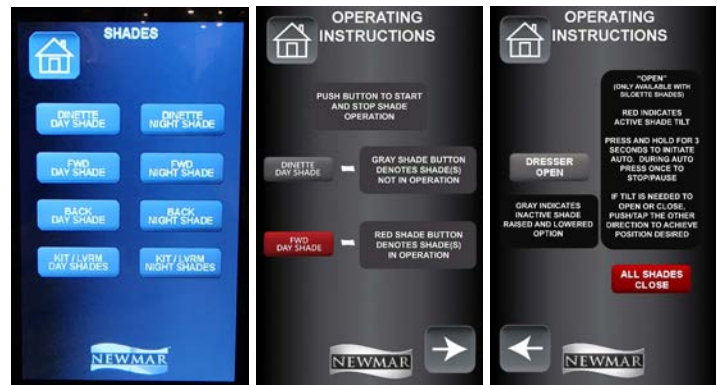 SHADES
DINETTE
DAY SHADE
DINETTE
NIGHT SHADE
FWD
DAY SHADE
FWD
NIGHT SHADE
BACK
DAY SHADE
BACK
NIGHT SHADE
KIT / LVRM
DAY SHADES
KIT / LVRM
NIGHT SHADES
NEWMAR
OPERATING
INSTRUCTIONS
PUSH BUTTON TO START
AND STOP SHADE
OPERATION
DINETTE
DAY SHADE
-
GRAY SHADE BUTTON
DENOTES SHADE(S)
NOT IN OPERATION
FWD
DAY SHADE
-
RED SHADE BUTTON
DENOTES SHADE(S)
IN OPERATION
NEWMAR
OPERATING
INSTRUCTIONS
DRESSER
OPEN
GRAY INDICATES
INACTIVE SHADE
RAISED AND LOWERED
OPTION
"OPEN"
(ONLY AVAILABLE WITH
SILOETTE SHADES)
RED INDICATES
ACTIVE SHADE TILT
PRESS AND HOLD FOR 3
SECONDS TO INITIATE
AUTO. DURING AUTO
PRESS ONCE TO
STOP/PAUSE
IF TILT IS NEEDED TO
OPEN OR CLOSE,
PUSH/TAP THE OTHER
DIRECTION TO ACHIEVE
POSITION DESIRED
ALL SHADES
CLOSE
NEWMAR